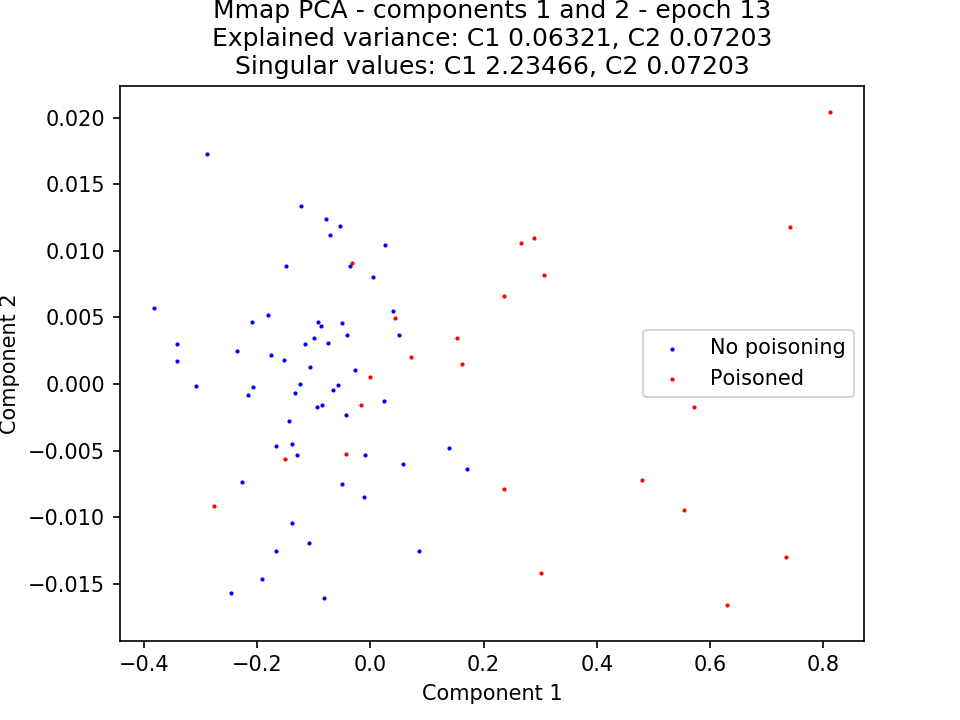 Mmap PCA - components 1 and 2 - epoch 13
Explained variance: C1 0.06321, C2 0.07203
Singular values: C1 2.23466, C2 0.07203
0.020
0.015
0.010
0.005
0.000
−0.005
−0.010
−0.015
Component 2
No poisoning
Poisoned
−0.4
−0.2
0.0
0.2
0.4
0.6
0.8
Component 1